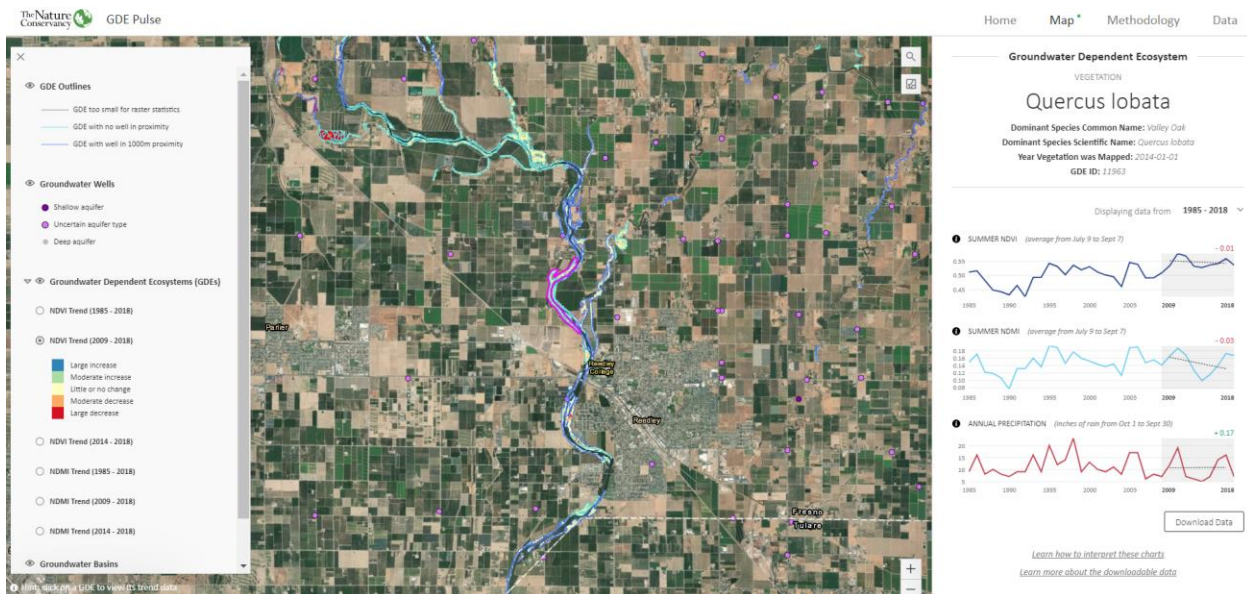 The Nature
Conservancy
GDE Pulse
Home
Map
Methodology
Data
GDE Outlines
GDE too small for raster statistics
GDE with no well in proximity
GDE with well in 1000m proximity
Groundwater Wells
Shallow aquifer
Uncertain aquifer type
Deep aquifer
Groundwater Dependent Ecosystems (GDEs)
NDVI Trend (1985 - 2018)
NDVI Trend (2009 - 2018)
Large increase
Moderate increase
Little or no change
Moderate decrease
Large decrease
NDVI Trend (2014 - 2018)
NDMI Trend (1985 - 2018)
NDMI Trend (2009 - 2018)
NDMI Trend (2014 - 2018)
Groundwater Basins
Hint: click on a GDE to view its trend data
Parlier
Reedley
College
Reedley
Fresno
Tulare
Groundwater Dependent Ecosystem
VEGETATION
Quercus lobata
Dominant Species Common Name: Valley Oak
Dominant Species Scientific Name: Quercus lobata
Year Vegetation was Mapped: 2014-01-01
GDE ID: 11963
Displaying data from 1985 - 2018
SUMMER NDVI (average from July 9 to Sept 7)
- 0.01
0.55
0.50
0.45
1985 1990 1995 2000 2005 2009 2018
SUMMER NDMI (average from July 9 to Sept 7)
- 0.03
0.18
0.16
0.14
0.12
0.10
0.08
1985 1990 1995 2000 2005 2009 2018
ANNUAL PRECIPITATION (inches of rain from Oct 1 to Sept 30)
+ 0.17
20
15
10
5
1985 1990 1995 2000 2005 2009 2018
Download Data
Learn how to interpret these charts
Learn more about the downloadable data